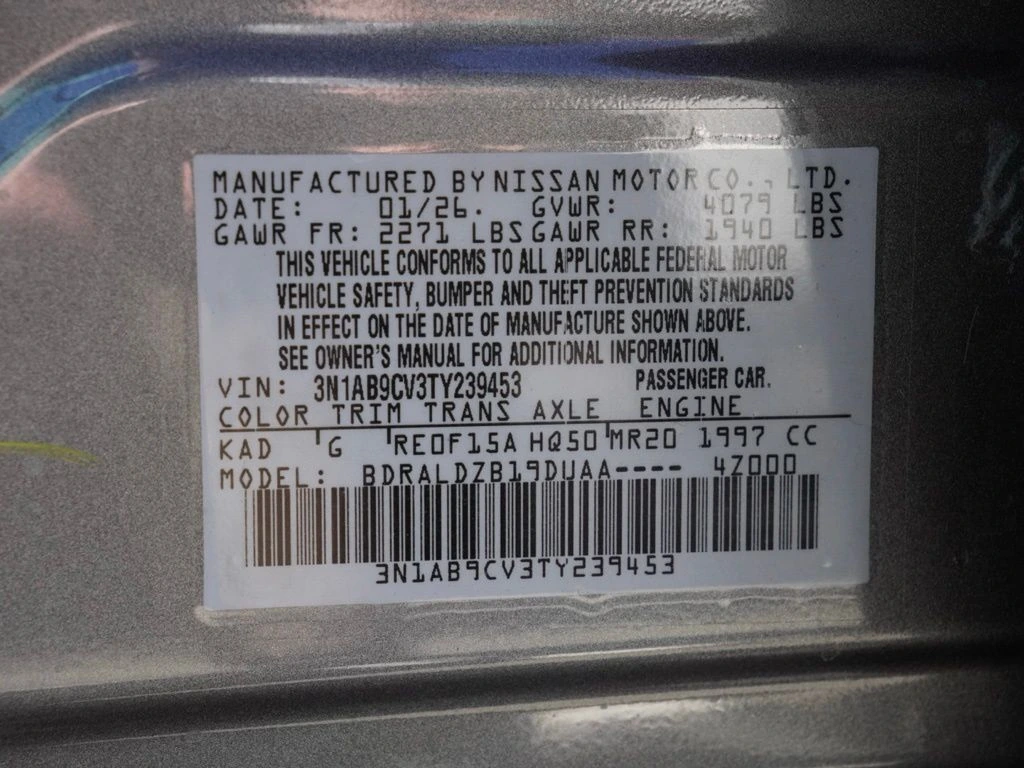 MANUFACTURED BY NISSAN MOTOR CO., LTD.
DATE: 01/26. GVWR: 4079 LBS
GAWR FR: 2271 LBS GAWR RR: 1940 LBS
THIS VEHICLE CONFORMS TO ALL APPLICABLE FEDERAL MOTOR
VEHICLE SAFETY, BUMPER AND THEFT PREVENTION STANDARDS
IN EFFECT ON THE DATE OF MANUFACTURE SHOWN ABOVE.
SEE OWNER'S MANUAL FOR ADDITIONAL INFORMATION.
VIN: 3N1AB9CV3TY239453 PASSENGER CAR.
COLOR TRIM TRANS AXLE ENGINE
KAD G RE0F15A HQ50 MR20 1997 CC
MODEL: BDRALDZB19DUAA---- 4Z000
3N1AB9CV3TY239453